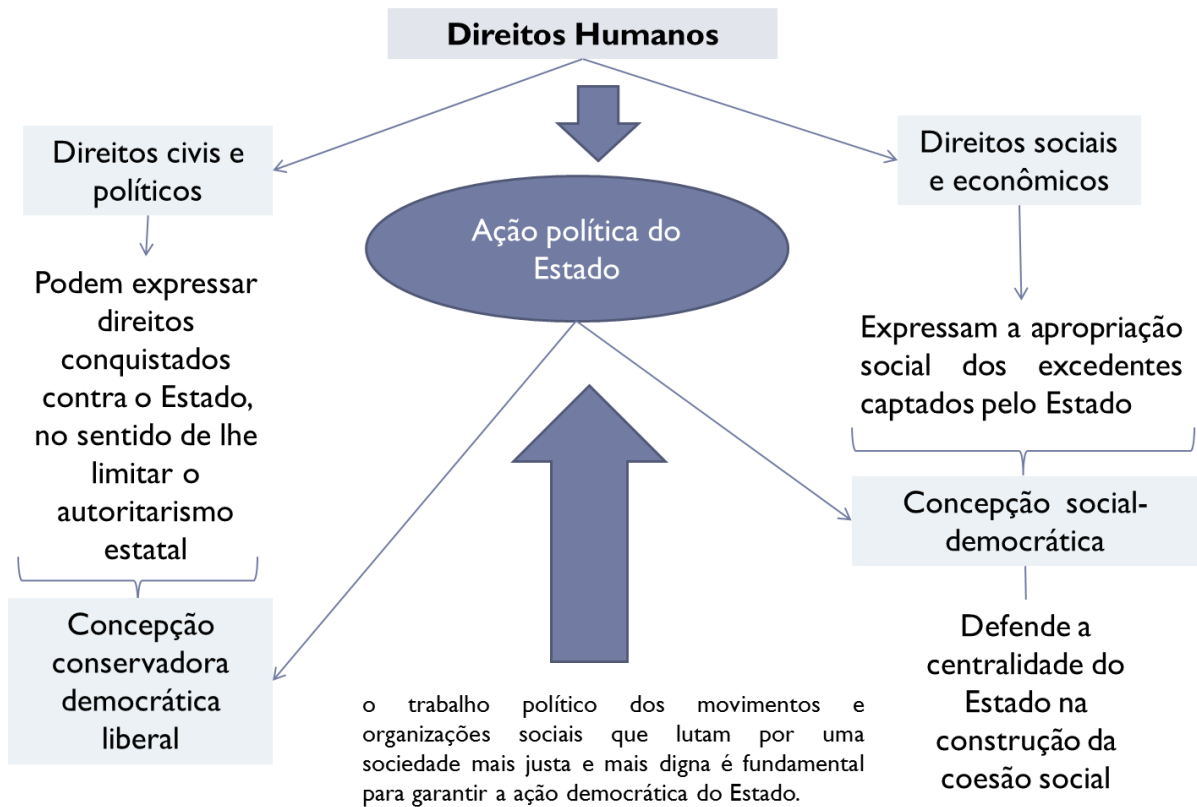 Direitos Humanos
Direitos civis e
políticos
Podem expressar
direitos
conquistados
contra o Estado,
no sentido de lhe
limitar o
autoritarismo
estatal
Concepção
conservadora
democrática
liberal
Ação política do
Estado
o trabalho político dos movimentos e
organizações sociais que lutam por uma
sociedade mais justa e mais digna é fundamental
para garantir a ação democrática do Estado.
Direitos sociais
e econômicos
Expressam a apropriação
social dos excedentes
captados pelo Estado
Concepção social-
democrática
Defende a
centralidade do
Estado na
construção da
coesão social